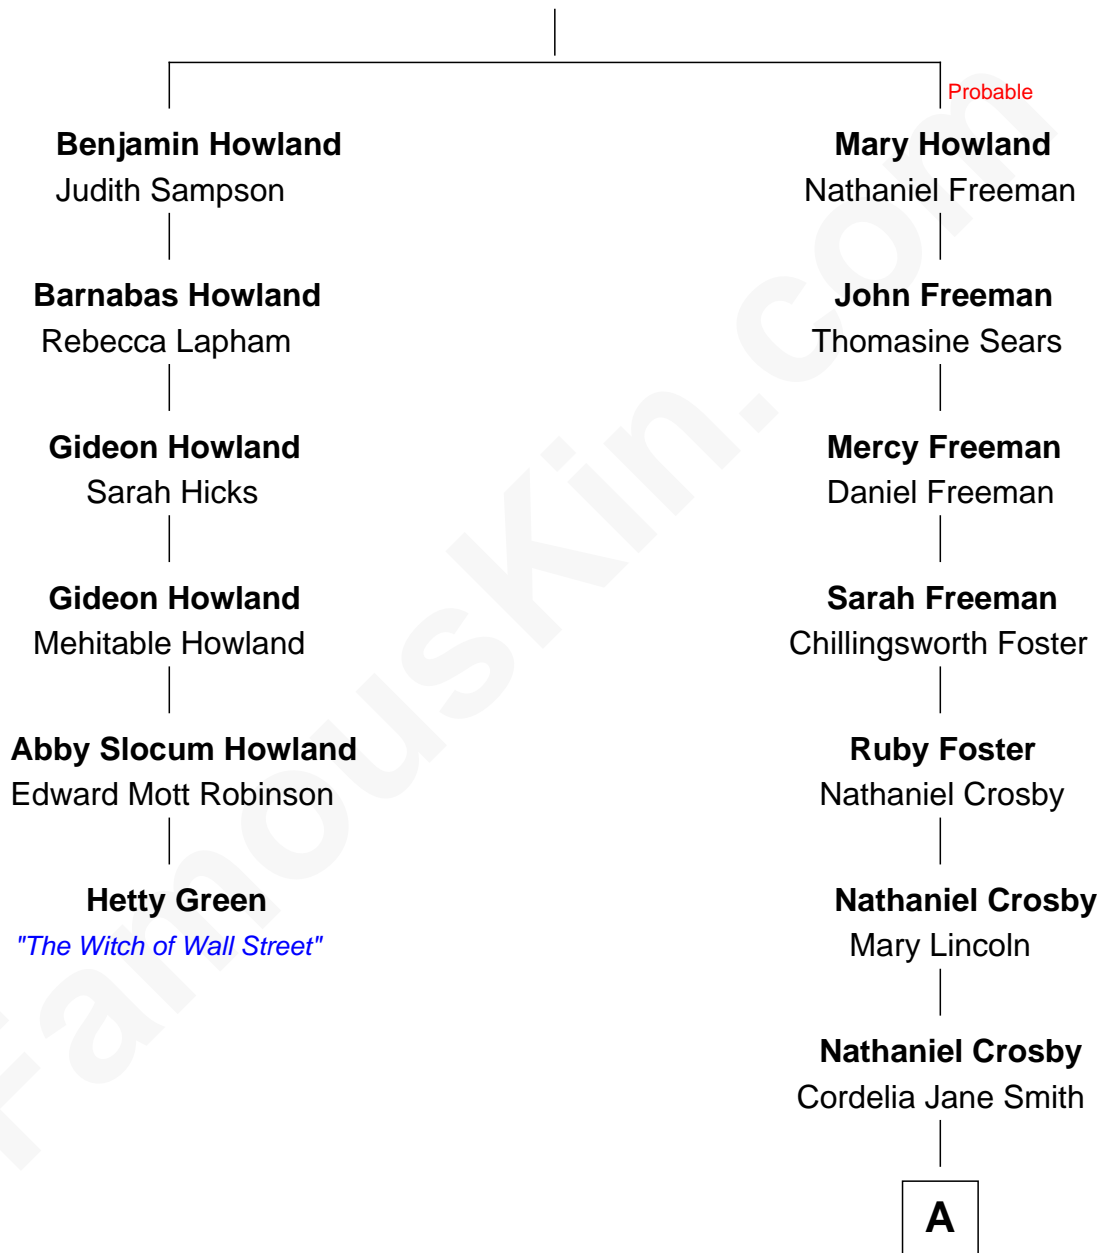 Probable
Benjamin Howland
Judith Sampson
Mary Howland
Nathaniel Freeman
Barnabas Howland
Rebecca Lapham
John Freeman
Thomasine Sears
Gideon Howland
Sarah Hicks
Mercy Freeman
Daniel Freeman
Gideon Howland
Mehitable Howland
Sarah Freeman
Chillingsworth Foster
Abby Slocum Howland
Edward Mott Robinson
Ruby Foster
Nathaniel Crosby
Hetty Green
"The Witch of Wall Street"
Nathaniel Crosby
Mary Lincoln
Nathaniel Crosby
Cordelia Jane Smith
A
FamousKin.com